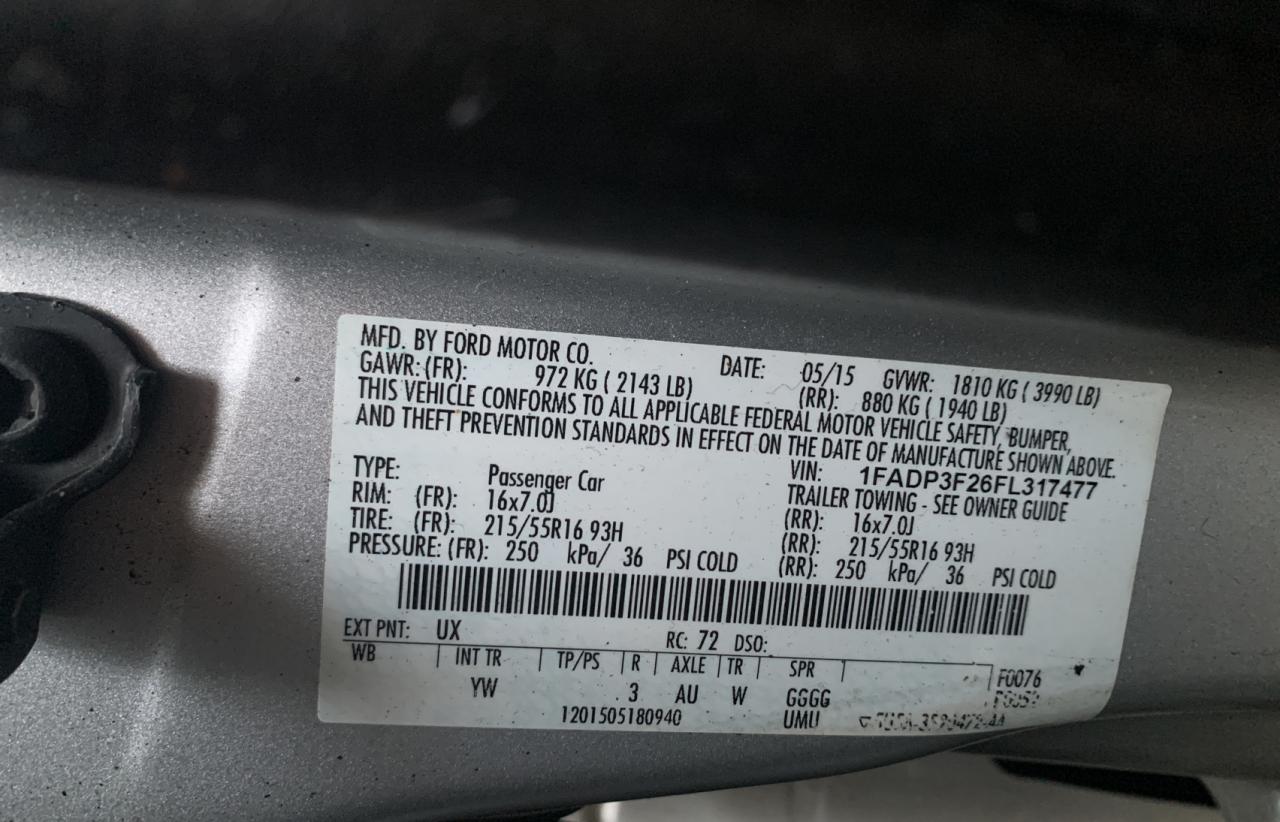 MFD. BY FORD MOTOR CO. DATE: 05/15 GVWR: 1810 KG ( 3990 LB)
GAWR: (FR): 972 KG ( 2143 LB) (RR): 880 KG ( 1940 LB)
THIS VEHICLE CONFORMS TO ALL APPLICABLE FEDERAL MOTOR VEHICLE SAFETY, BUMPER,
AND THEFT PREVENTION STANDARDS IN EFFECT ON THE DATE OF MANUFACTURE SHOWN ABOVE.
VIN: 1FADP3F26FL317477
TYPE: Passenger Car TRAILER TOWING - SEE OWNER GUIDE
RIM: (FR): 16x7.0J (RR): 16x7.0J
TIRE: (FR): 215/55R16 93H (RR): 215/55R16 93H
PRESSURE: (FR): 250 kPa/ 36 PSI COLD (RR): 250 kPa/ 36 PSI COLD
EXT PNT: UX RC: 72 DSO:
WB INT TR TP/PS R AXLE TR SPR F0076
YW 3 AU W GGGG
1201505180940 UMU